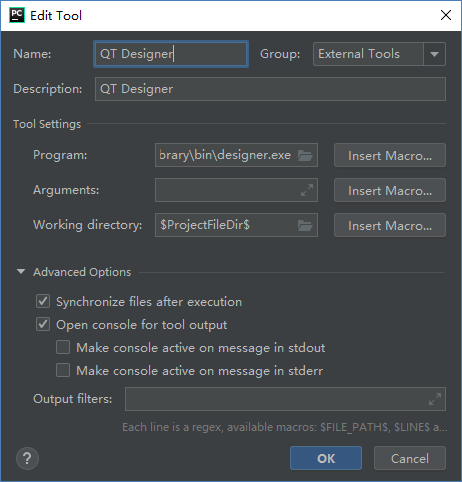 PC Edit Tool
Name: QT Designer Group: External Tools
Description: QT Designer
Tool Settings
Program: brary\bin\designer.exe Insert Macro...
Arguments: Insert Macro...
Working directory: $ProjectFileDir$ Insert Macro...
Advanced Options
Synchronize files after execution
Open console for tool output
Make console active on message in stdout
Make console active on message in stderr
Output filters:
Each line is a regex, available macros: $FILE_PATH$, $LINE$ a...
? OK Cancel